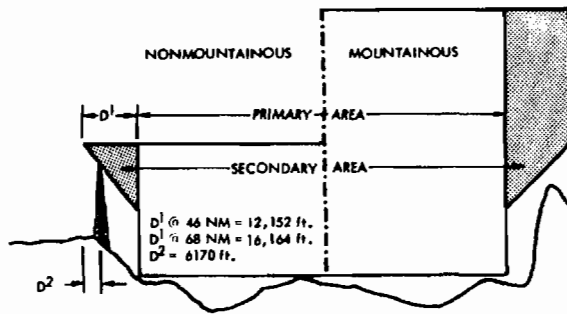 NONMOUNTAINOUS
MOUNTAINOUS
D¹
PRIMARY AREA
SECONDARY AREA
D¹ @ 46 NM = 12,152 ft.
D¹ @ 68 NM = 16,164 ft.
D² = 6170 ft.
D²